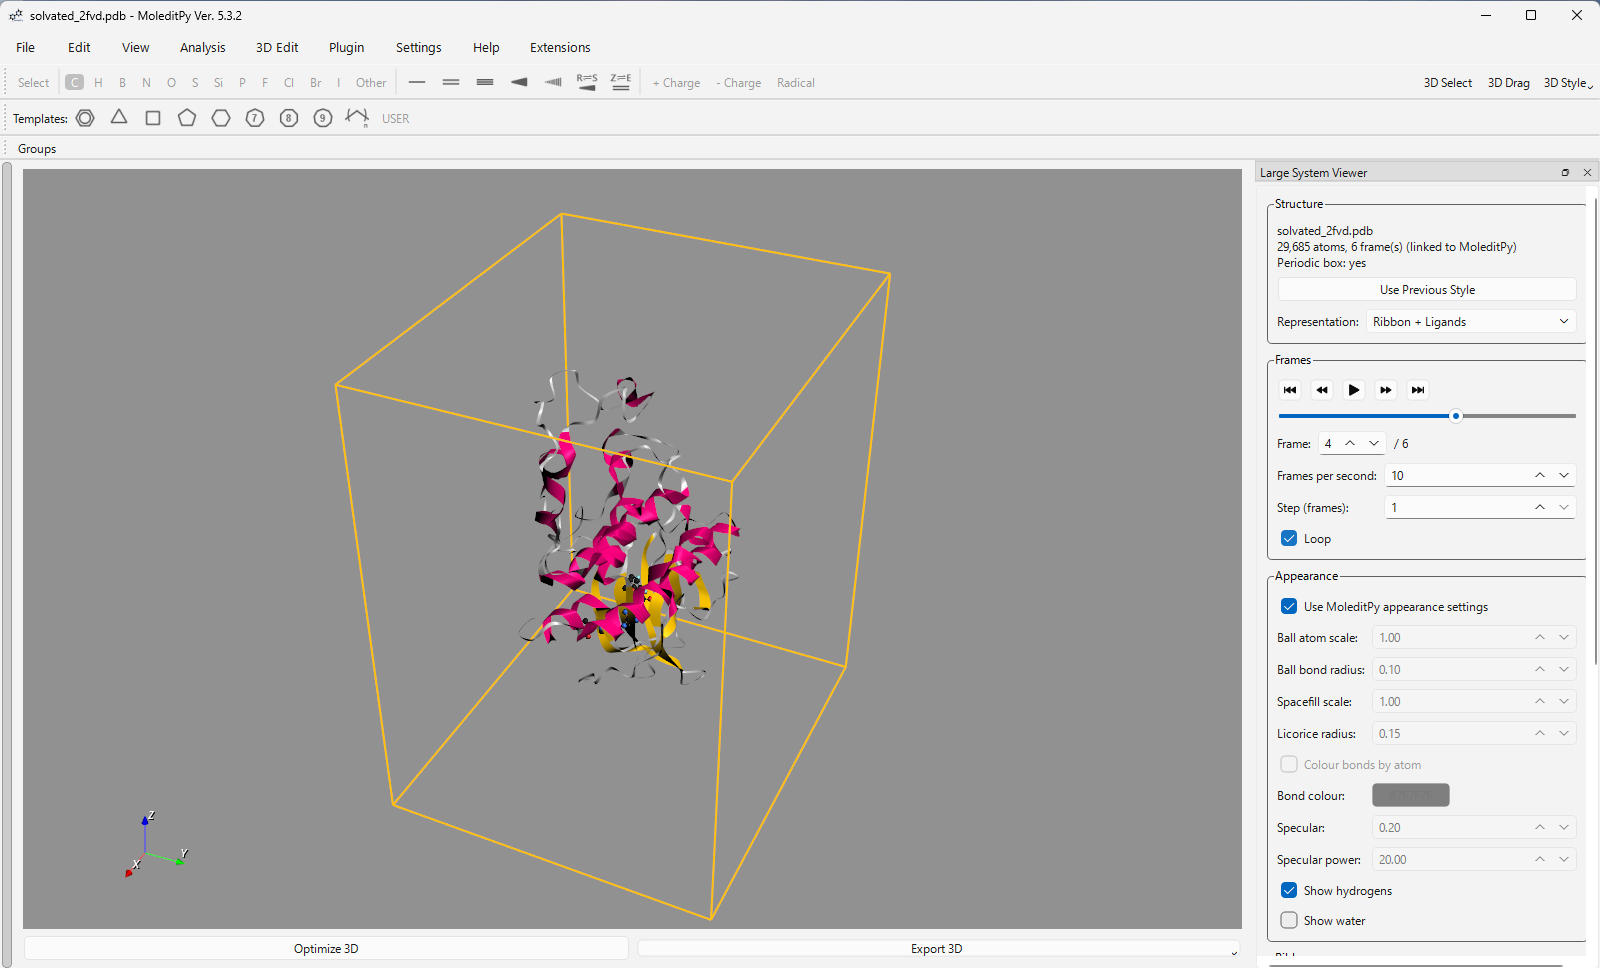 solvated_2fvd.pdb - MoleditPy Ver. 5.3.2
File Edit View Analysis 3D Edit Plugin Settings Help Extensions
Select C H B N O S Si P F Cl Br I Other R⇌S Z⇌E + Charge - Charge Radical 3D Select 3D Drag 3D Style
Templates: 7 8 9 n USER
Groups
Large System Viewer
Structure
solvated_2fvd.pdb
29,685 atoms, 6 frame(s) (linked to MoleditPy)
Periodic box: yes
Use Previous Style
Representation: Ribbon + Ligands
Frames
Frame: 4 / 6
Frames per second: 10
Step (frames): 1
Loop
Appearance
Use MoleditPy appearance settings
Ball atom scale: 1.00
Ball bond radius: 0.10
Spacefill scale: 1.00
Licorice radius: 0.15
Colour bonds by atom
Bond colour:
Specular: 0.20
Specular power: 20.00
Show hydrogens
Show water
Z
Y
X
Optimize 3D Export 3D